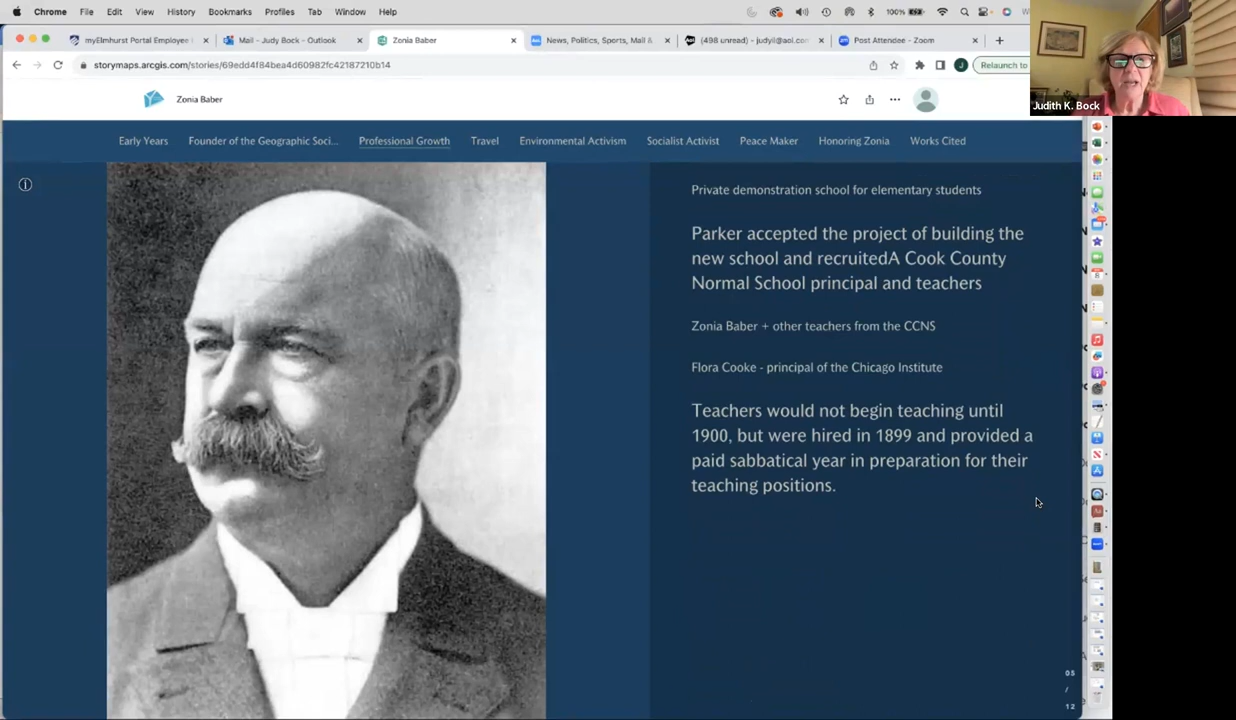 Chrome File Edit View History Bookmarks Profiles Tab Window Help
100%
myElmhurst Portal Employee
Mail - Judy Bock - Outlook
Zonia Baber
News, Politics, Sports, Mail &
(498 unread) - judyii@aol.com
Post Attendee - Zoom
storymaps.arcgis.com/stories/69edd4f84bea4d60982fc42187210b14
J
Relaunch to
Judith K. Bock
Zonia Baber
Early Years Founder of the Geographic Soci... Professional Growth Travel Environmental Activism Socialist Activist Peace Maker Honoring Zonia Works Cited
Private demonstration school for elementary students
Parker accepted the project of building the
new school and recruitedA Cook County
Normal School principal and teachers
Zonia Baber + other teachers from the CCNS
Flora Cooke - principal of the Chicago Institute
Teachers would not begin teaching until
1900, but were hired in 1899 and provided a
paid sabbatical year in preparation for their
teaching positions.
05
/
12